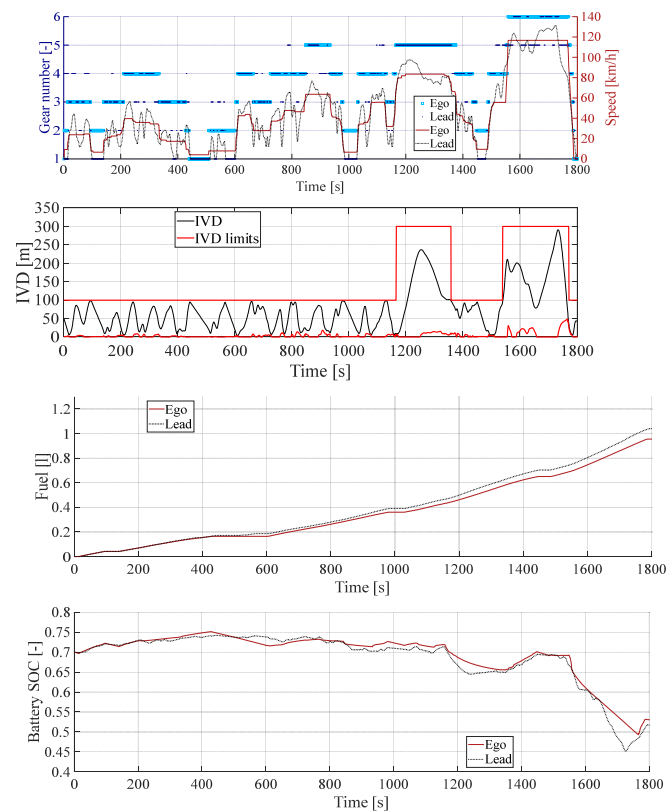 6 140
5 120
4 100
3 80
2 60
1 40
20
0
Gear number [-]
Speed [km/h]
Ego
Lead
Ego
Lead
0 200 400 600 800 1000 1200 1400 1600 1800
Time [s]
350
300
250
200
150
100
50
0
IVD [m]
IVD
IVD limits
0 200 400 600 800 1000 1200 1400 1600 1800
Time [s]
1.2
1
0.8
0.6
0.4
0.2
0
Fuel [l]
Ego
Lead
0 200 400 600 800 1000 1200 1400 1600 1800
Time [s]
0.8
0.75
0.7
0.65
0.6
0.55
0.5
0.45
0.4
Battery SOC [-]
Ego
Lead
0 200 400 600 800 1000 1200 1400 1600 1800
Time [s]